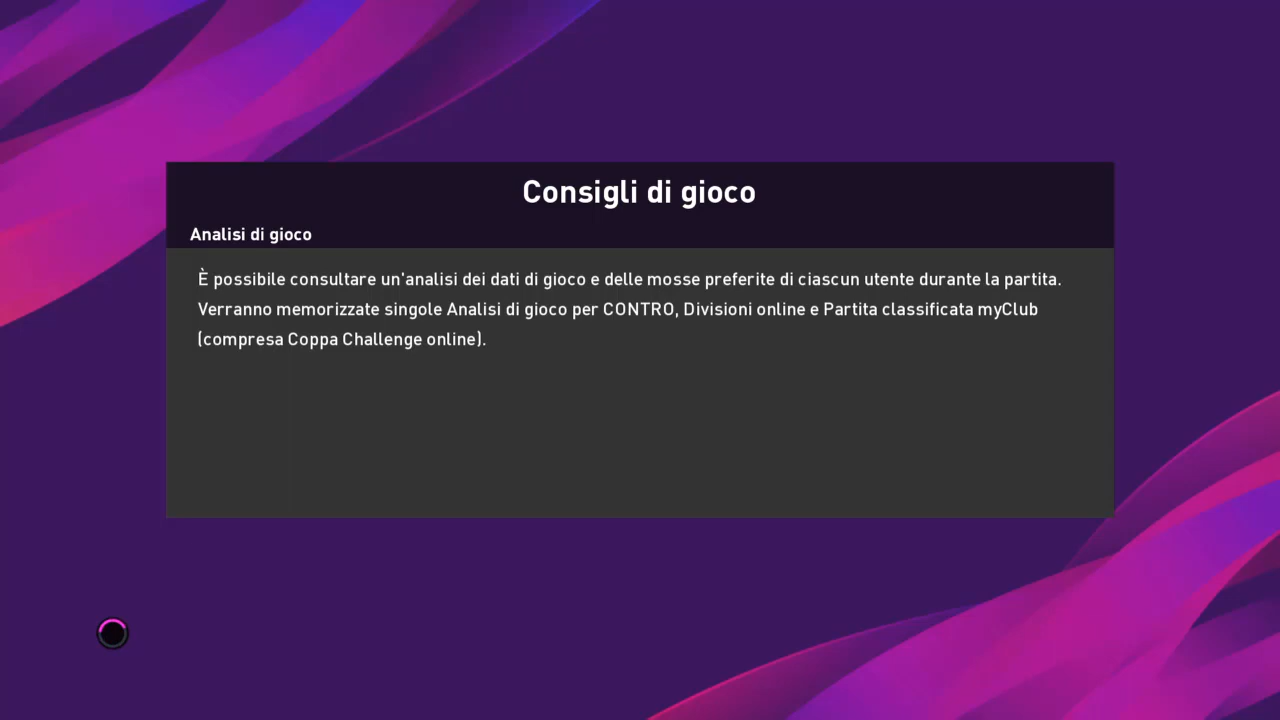 Consigli di gioco
Analisi di gioco
È possibile consultare un'analisi dei dati di gioco e delle mosse preferite di ciascun utente durante la partita.
Verranno memorizzate singole Analisi di gioco per CONTRO, Divisioni online e Partita classificata myClub
(compresa Coppa Challenge online).